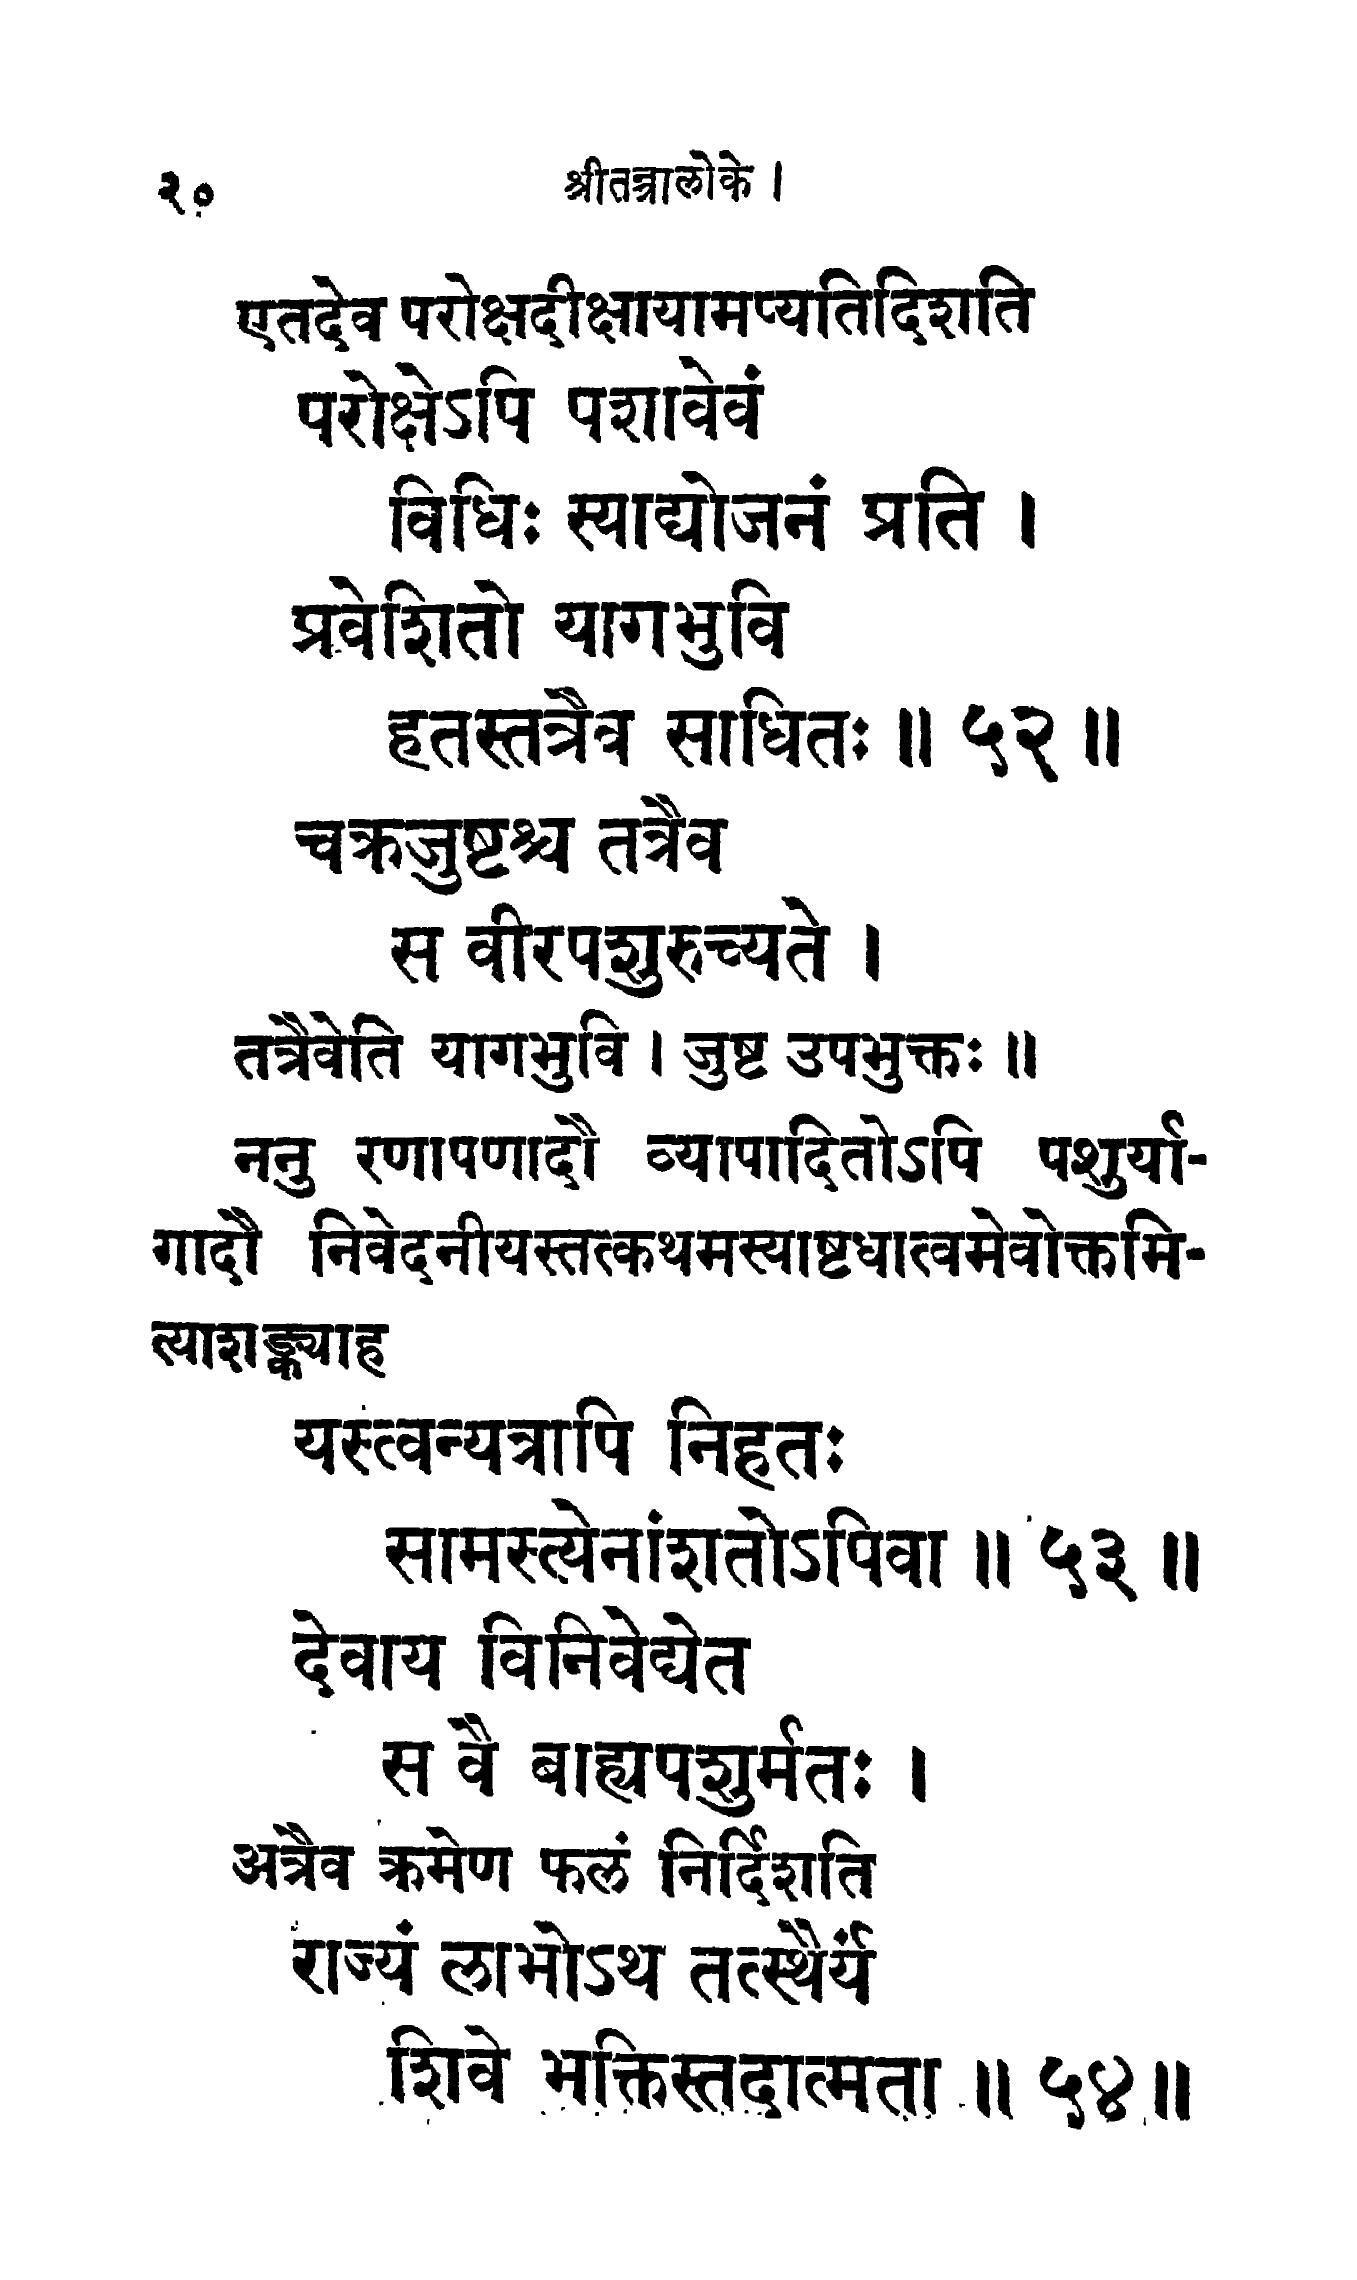 २०
श्रीतन्त्रालोके ।
एतदेव परोक्षदीक्षायामप्यतिदिशति
परोक्षेऽपि पशावेवं
विधिः स्याद्योजनं प्रति ।
प्रवेशितो यागभुवि
हतस्तत्रैव साधितः ॥ ५२ ॥
चक्रजुष्टश्च तत्रैव
स वीरपशुरुच्यते ।
तत्रैवेति यागभुवि । जुष्ट उपभुक्तः ॥
ननु रणापणादौ व्यापादितोऽपि पशुर्या-
गादौ निवेदनीयस्तत्कथमस्याष्टधात्वमेवोक्तमि-
त्याशङ्क्याह
यस्त्वन्यत्रापि निहतः
सामस्त्येनांशतोऽपिवा ॥ ५३ ॥
देवाय विनिवेद्येत
स वै बाह्यपशुर्मतः ।
अत्रैव क्रमेण फलं निर्दिशति
राज्यं लाभोऽथ तत्स्थैर्यं
शिवे भक्तिस्तदात्मता ॥ ५४ ॥